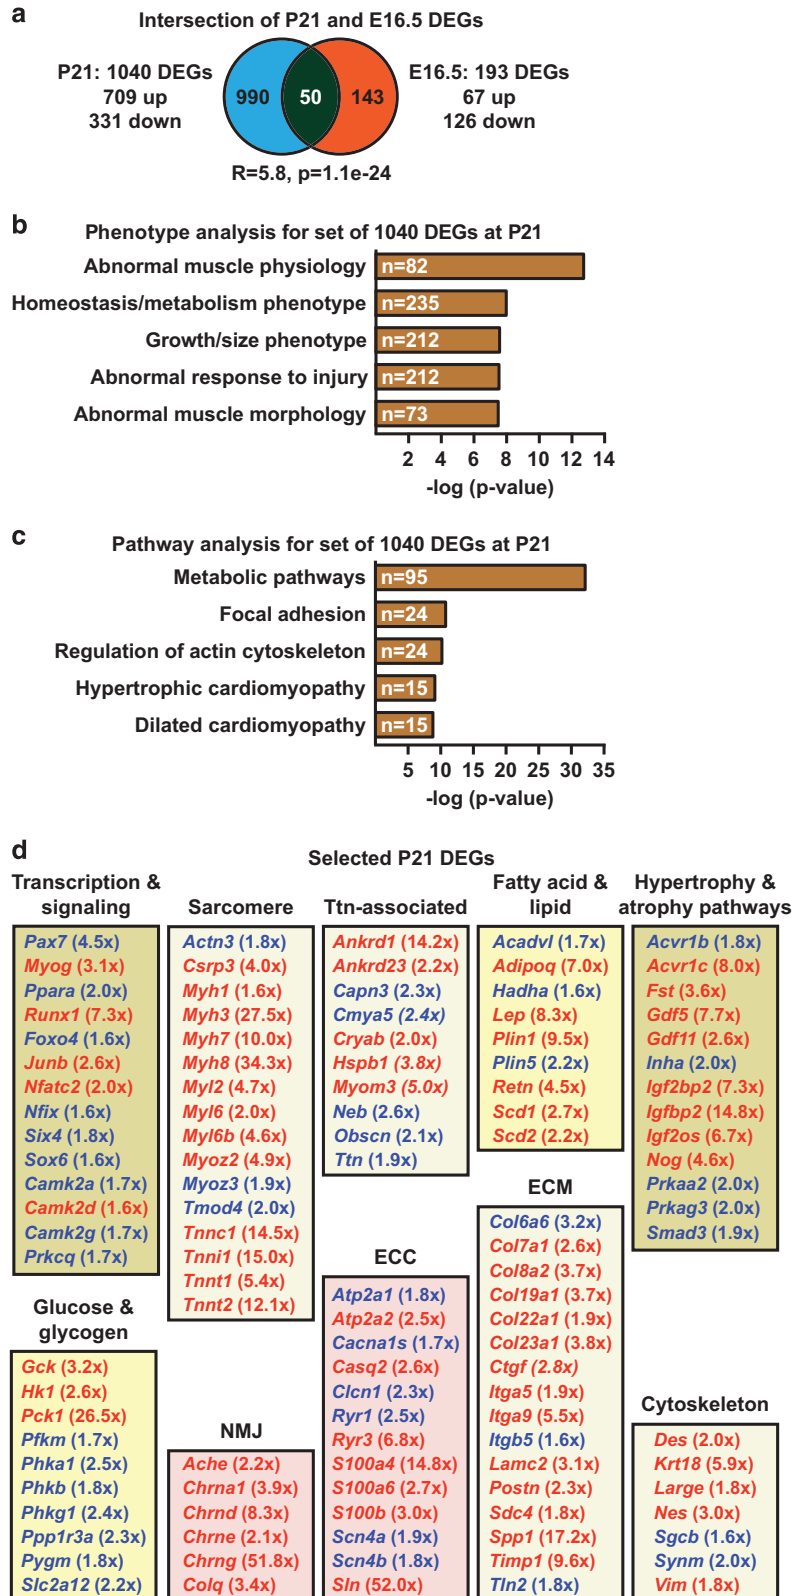 a
Intersection of P21 and E16.5 DEGs
P21: 1040 DEGs
709 up
331 down
990
50
143
E16.5: 193 DEGs
67 up
126 down
R=5.8, p=1.1e-24
b
Phenotype analysis for set of 1040 DEGs at P21
Abnormal muscle physiology n=82
Homeostasis/metabolism phenotype n=235
Growth/size phenotype n=212
Abnormal response to injury n=212
Abnormal muscle morphology n=73
2 4 6 8 10 12 14
-log (p-value)
c
Pathway analysis for set of 1040 DEGs at P21
Metabolic pathways n=95
Focal adhesion n=24
Regulation of actin cytoskeleton n=24
Hypertrophic cardiomyopathy n=15
Dilated cardiomyopathy n=15
5 10 15 20 25 30 35
-log (p-value)
d
Selected P21 DEGs
Transcription &
signaling
Pax7 (4.5x)
Myog (3.1x)
Ppara (2.0x)
Runx1 (7.3x)
Foxo4 (1.6x)
Junb (2.6x)
Nfatc2 (2.0x)
Nfix (1.6x)
Six4 (1.8x)
Sox6 (1.6x)
Camk2a (1.7x)
Camk2d (1.6x)
Camk2g (1.7x)
Prkcq (1.7x)
Glucose &
glycogen
Gck (3.2x)
Hk1 (2.6x)
Pck1 (26.5x)
Pfkm (1.7x)
Phka1 (2.5x)
Phkb (1.8x)
Phkg1 (2.4x)
Ppp1r3a (2.3x)
Pygm (1.8x)
Slc2a12 (2.2x)
Sarcomere
Actn3 (1.8x)
Csrp3 (4.0x)
Myh1 (1.6x)
Myh3 (27.5x)
Myh7 (10.0x)
Myh8 (34.3x)
Myl2 (4.7x)
Myl6 (2.0x)
Myl6b (4.6x)
Myoz2 (4.9x)
Myoz3 (1.9x)
Tmod4 (2.0x)
Tnnc1 (14.5x)
Tnni1 (15.0x)
Tnnt1 (5.4x)
Tnnt2 (12.1x)
NMJ
Ache (2.2x)
Chrna1 (3.9x)
Chrnd (8.3x)
Chrne (2.1x)
Chrng (51.8x)
Colq (3.4x)
Ttn-associated
Ankrd1 (14.2x)
Ankrd23 (2.2x)
Capn3 (2.3x)
Cmya5 (2.4x)
Cryab (2.0x)
Hspb1 (3.8x)
Myom3 (5.0x)
Neb (2.6x)
Obscn (2.1x)
Ttn (1.9x)
ECC
Atp2a1 (1.8x)
Atp2a2 (2.5x)
Cacna1s (1.7x)
Casq2 (2.6x)
Clcn1 (2.3x)
Ryr1 (2.5x)
Ryr3 (6.8x)
S100a4 (14.8x)
S100a6 (2.7x)
S100b (3.0x)
Scn4a (1.9x)
Scn4b (1.8x)
Sln (52.0x)
Fatty acid &
lipid
Acadvl (1.7x)
Adipoq (7.0x)
Hadha (1.6x)
Lep (8.3x)
Plin1 (9.5x)
Plin5 (2.2x)
Retn (4.5x)
Scd1 (2.7x)
Scd2 (2.2x)
ECM
Col6a6 (3.2x)
Col7a1 (2.6x)
Col8a2 (3.7x)
Col19a1 (3.7x)
Col22a1 (1.9x)
Col23a1 (3.8x)
Ctgf (2.8x)
Itga5 (1.9x)
Itga9 (5.5x)
Itgb5 (1.6x)
Lamc2 (3.1x)
Postn (2.3x)
Sdc4 (1.8x)
Spp1 (17.2x)
Timp1 (9.6x)
Tln2 (1.8x)
Hypertrophy &
atrophy pathways
Acvr1b (1.8x)
Acvr1c (8.0x)
Fst (3.6x)
Gdf5 (7.7x)
Gdf11 (2.6x)
Inha (2.0x)
Igf2bp2 (7.3x)
Igfbp2 (14.8x)
Igf2os (6.7x)
Nog (4.6x)
Prkaa2 (2.0x)
Prkag3 (2.0x)
Smad3 (1.9x)
Cytoskeleton
Des (2.0x)
Krt18 (5.9x)
Large (1.8x)
Nes (3.0x)
Sgcb (1.6x)
Synm (2.0x)
Vim (1.8x)